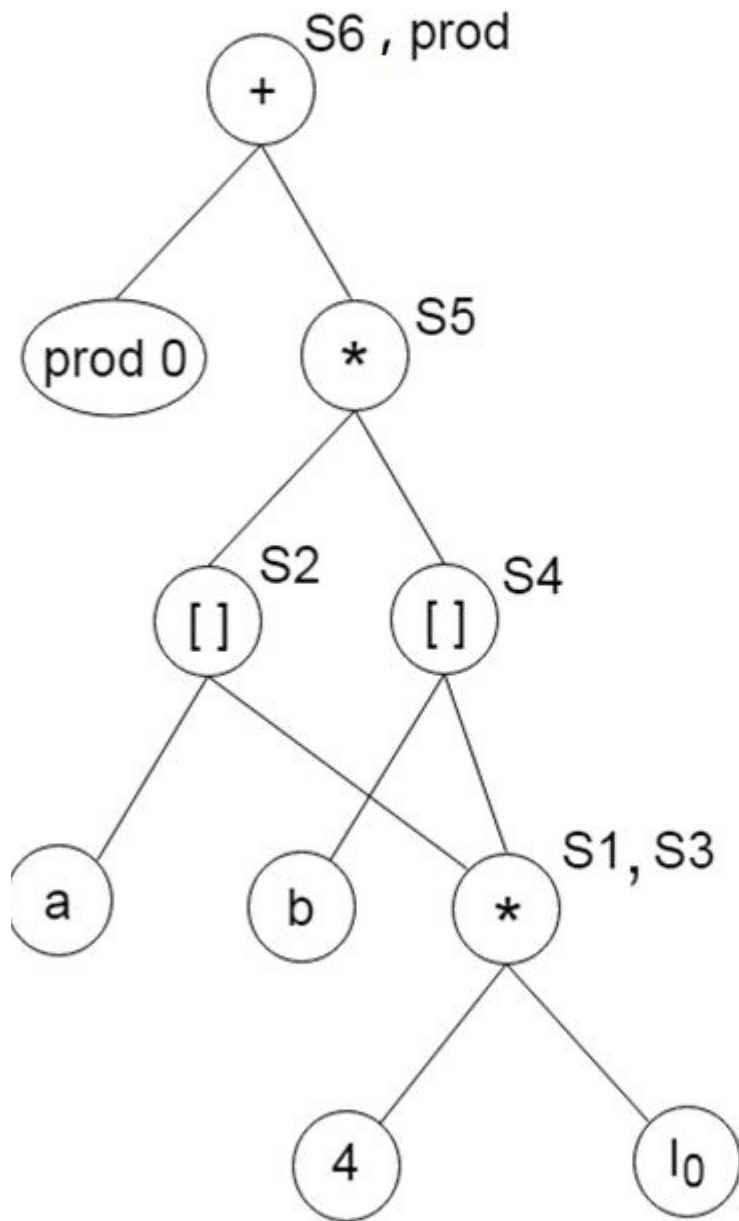 S6 , prod
+
prod 0
S5
*
S2
S4
[ ]
[ ]
S1, S3
a
b
*
4
I0